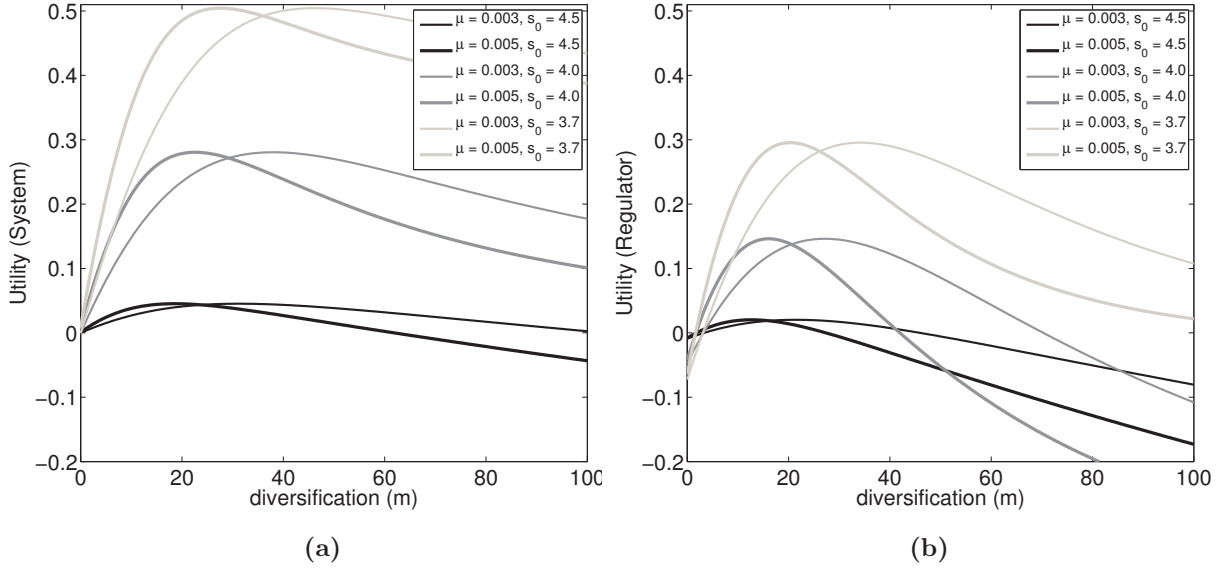 0.5
0.4
0.3
0.2
0.1
0
−0.1
−0.2
Utility (System)
0 20 40 60 80 100
diversification (m)
μ = 0.003, s0 = 4.5
μ = 0.005, s0 = 4.5
μ = 0.003, s0 = 4.0
μ = 0.005, s0 = 4.0
μ = 0.003, s0 = 3.7
μ = 0.005, s0 = 3.7
(a)
0.5
0.4
0.3
0.2
0.1
0
−0.1
−0.2
Utility (Regulator)
0 20 40 60 80 100
diversification (m)
μ = 0.003, s0 = 4.5
μ = 0.005, s0 = 4.5
μ = 0.003, s0 = 4.0
μ = 0.005, s0 = 4.0
μ = 0.003, s0 = 3.7
μ = 0.005, s0 = 3.7
(b)